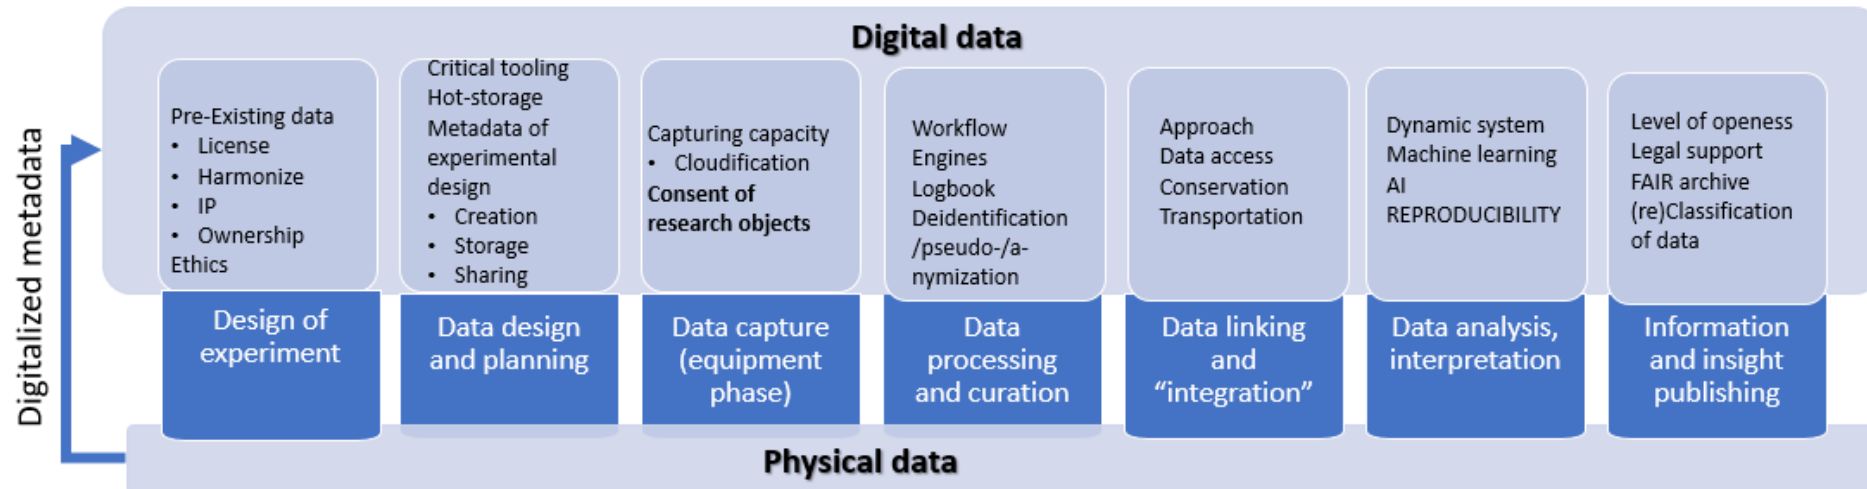 Digital data
Digitalized metadata
Pre-Existing data
• License
• Harmonize
• IP
• Ownership
Ethics
Design of
experiment
Critical tooling
Hot-storage
Metadata of
experimental
design
• Creation
• Storage
• Sharing
Data design
and planning
Capturing capacity
• Cloudification
Consent of
research objects
Data capture
(equipment
phase)
Workflow
Engines
Logbook
Deidentification
/pseudo-/a-
nymization
Data
processing
and curation
Approach
Data access
Conservation
Transportation
Data linking
and
“integration”
Dynamic system
Machine learning
AI
REPRODUCIBILITY
Data analysis,
interpretation
Level of openess
Legal support
FAIR archive
(re)Classification
of data
Information
and insight
publishing
Physical data